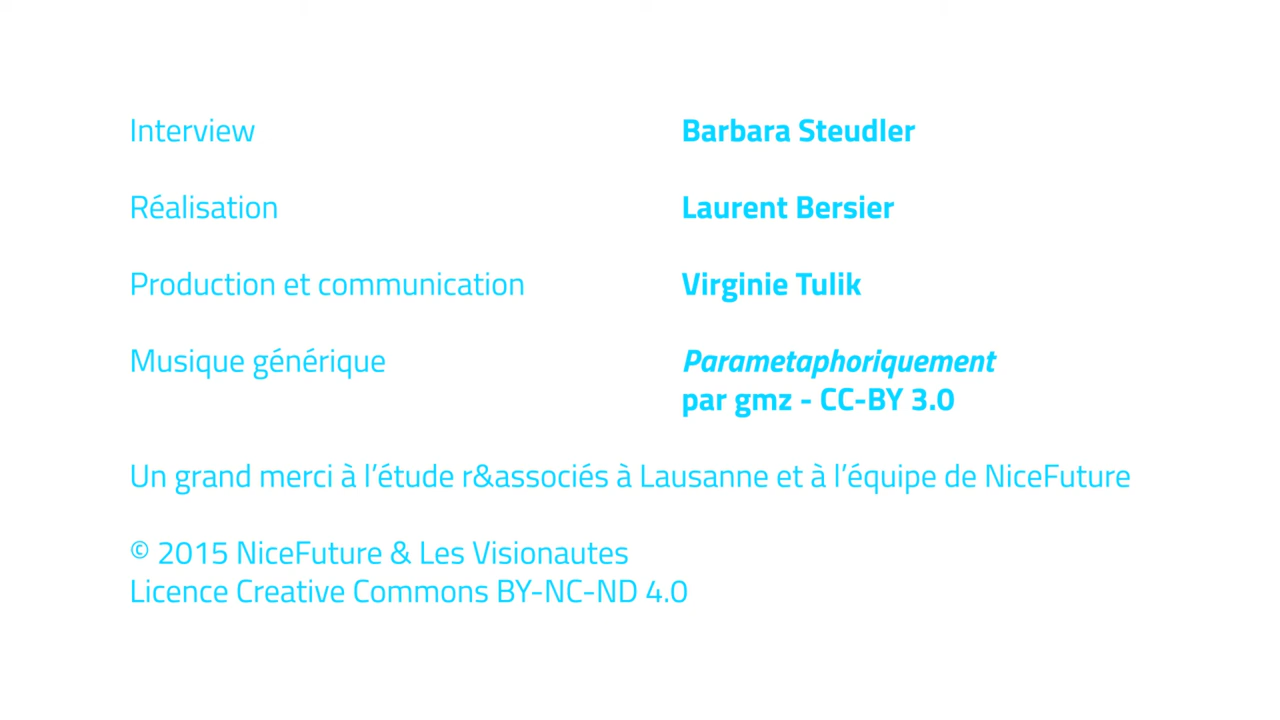 Interview Barbara Steudler
Réalisation Laurent Bersier
Production et communication Virginie Tulik
Musique générique Parametaphoriquement
par gmz - CC-BY 3.0
Un grand merci à l’étude r&associés à Lausanne et à l’équipe de NiceFuture
© 2015 NiceFuture & Les Visionautes
Licence Creative Commons BY-NC-ND 4.0